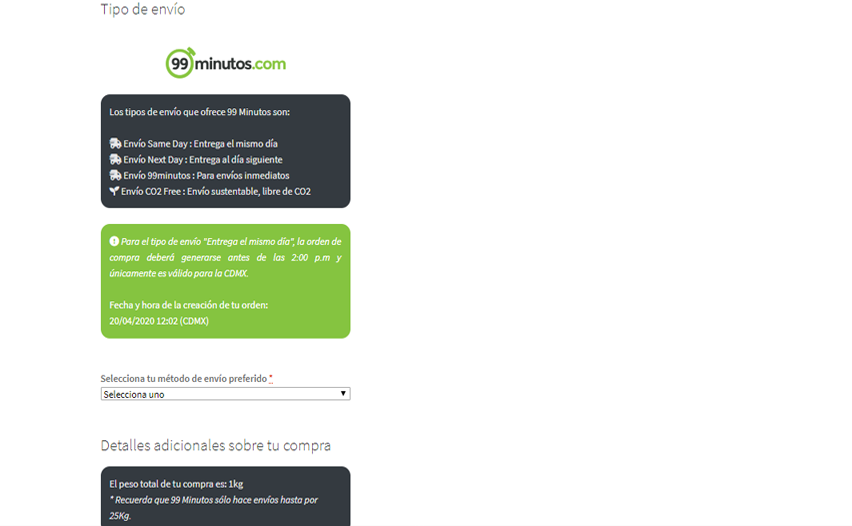 Tipo de envío
99minutos.com
Los tipos de envío que ofrece 99 Minutos son:
Envío Same Day : Entrega el mismo día
Envío Next Day : Entrega al día siguiente
Envío 99minutos : Para envíos inmediatos
Envío CO2 Free : Envío sustentable, libre de CO2
Para el tipo de envío "Entrega el mismo día", la orden de
compra deberá generarse antes de las 2:00 p.m y
únicamente es válido para la CDMX.
Fecha y hora de la creación de tu orden:
20/04/2020 12:02 (CDMX)
Selecciona tu método de envío preferido *
Selecciona uno
Detalles adicionales sobre tu compra
El peso total de tu compra es: 1kg
* Recuerda que 99 Minutos sólo hace envíos hasta por
25Kg.